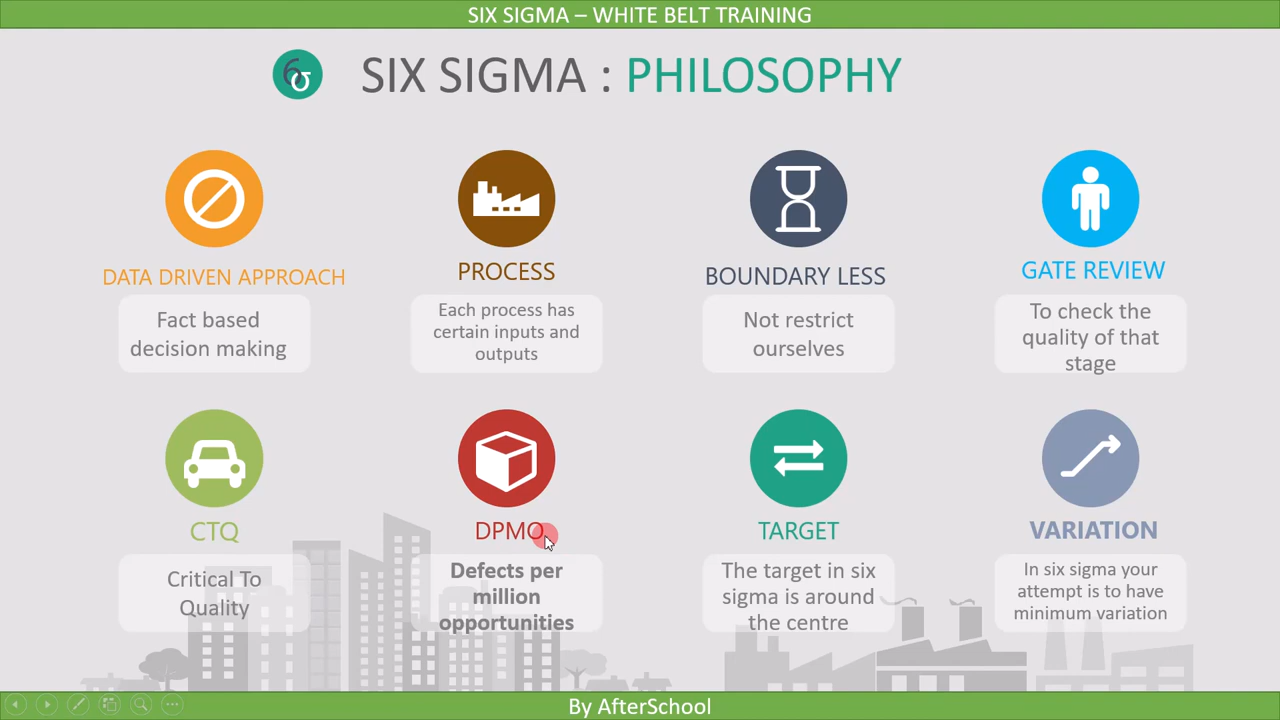 SIX SIGMA – WHITE BELT TRAINING
6σ
SIX SIGMA : PHILOSOPHY
DATA DRIVEN APPROACH
Fact based
decision making
PROCESS
Each process has
certain inputs and
outputs
BOUNDARY LESS
Not restrict
ourselves
GATE REVIEW
To check the
quality of that
stage
CTQ
Critical To
Quality
DPMO
Defects per
million
opportunities
TARGET
The target in six
sigma is around
the centre
VARIATION
In six sigma your
attempt is to have
minimum variation
By AfterSchool